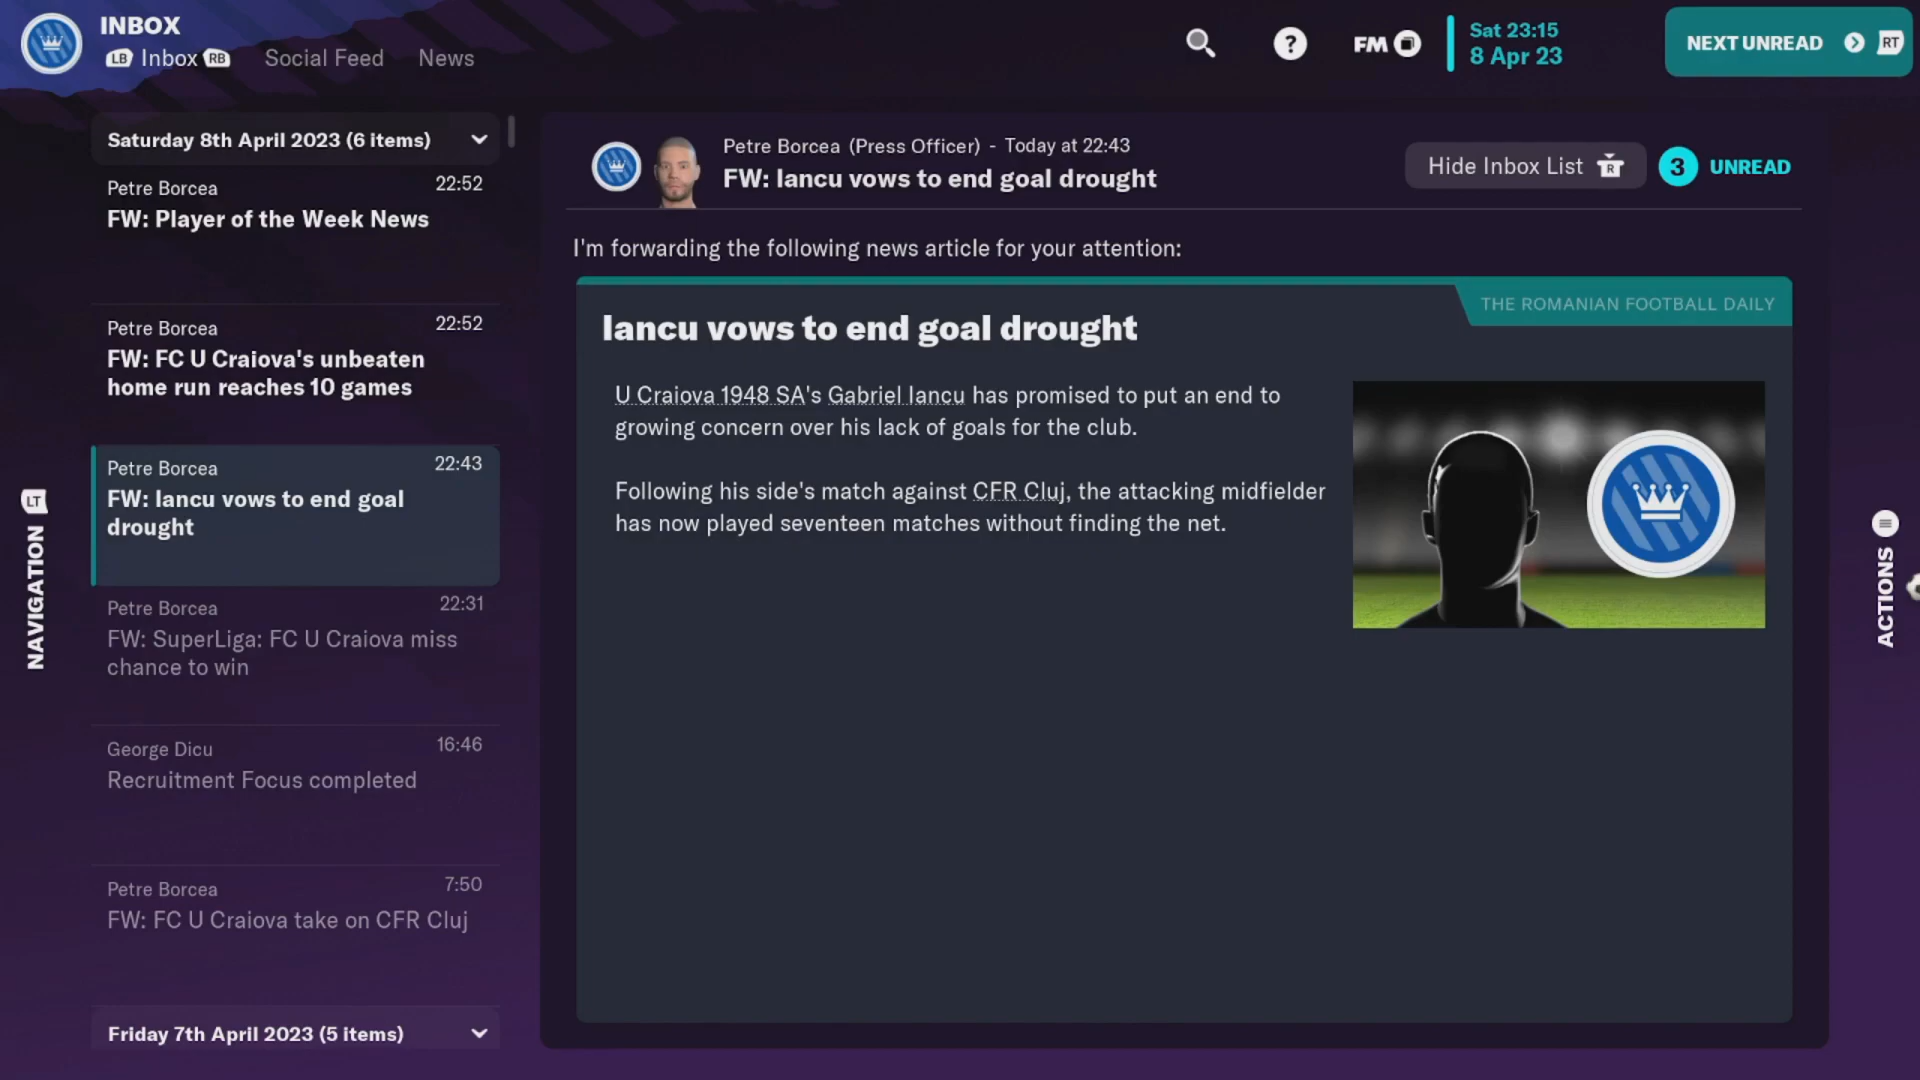 INBOX
LB Inbox RB Social Feed News
FM
Sat 23:15
8 Apr 23
NEXT UNREAD RT
Saturday 8th April 2023 (6 items)
Petre Borcea 22:52
FW: Player of the Week News
Petre Borcea 22:52
FW: FC U Craiova's unbeaten
home run reaches 10 games
Petre Borcea 22:43
FW: Iancu vows to end goal
drought
Petre Borcea 22:31
FW: SuperLiga: FC U Craiova miss
chance to win
George Dicu 16:46
Recruitment Focus completed
Petre Borcea 7:50
FW: FC U Craiova take on CFR Cluj
Friday 7th April 2023 (5 items)
LT
NAVIGATION
Petre Borcea (Press Officer) - Today at 22:43
FW: Iancu vows to end goal drought
Hide Inbox List R
3 UNREAD
I'm forwarding the following news article for your attention:
THE ROMANIAN FOOTBALL DAILY
Iancu vows to end goal drought
U Craiova 1948 SA's Gabriel Iancu has promised to put an end to
growing concern over his lack of goals for the club.
Following his side's match against CFR Cluj, the attacking midfielder
has now played seventeen matches without finding the net.
ACTIONS